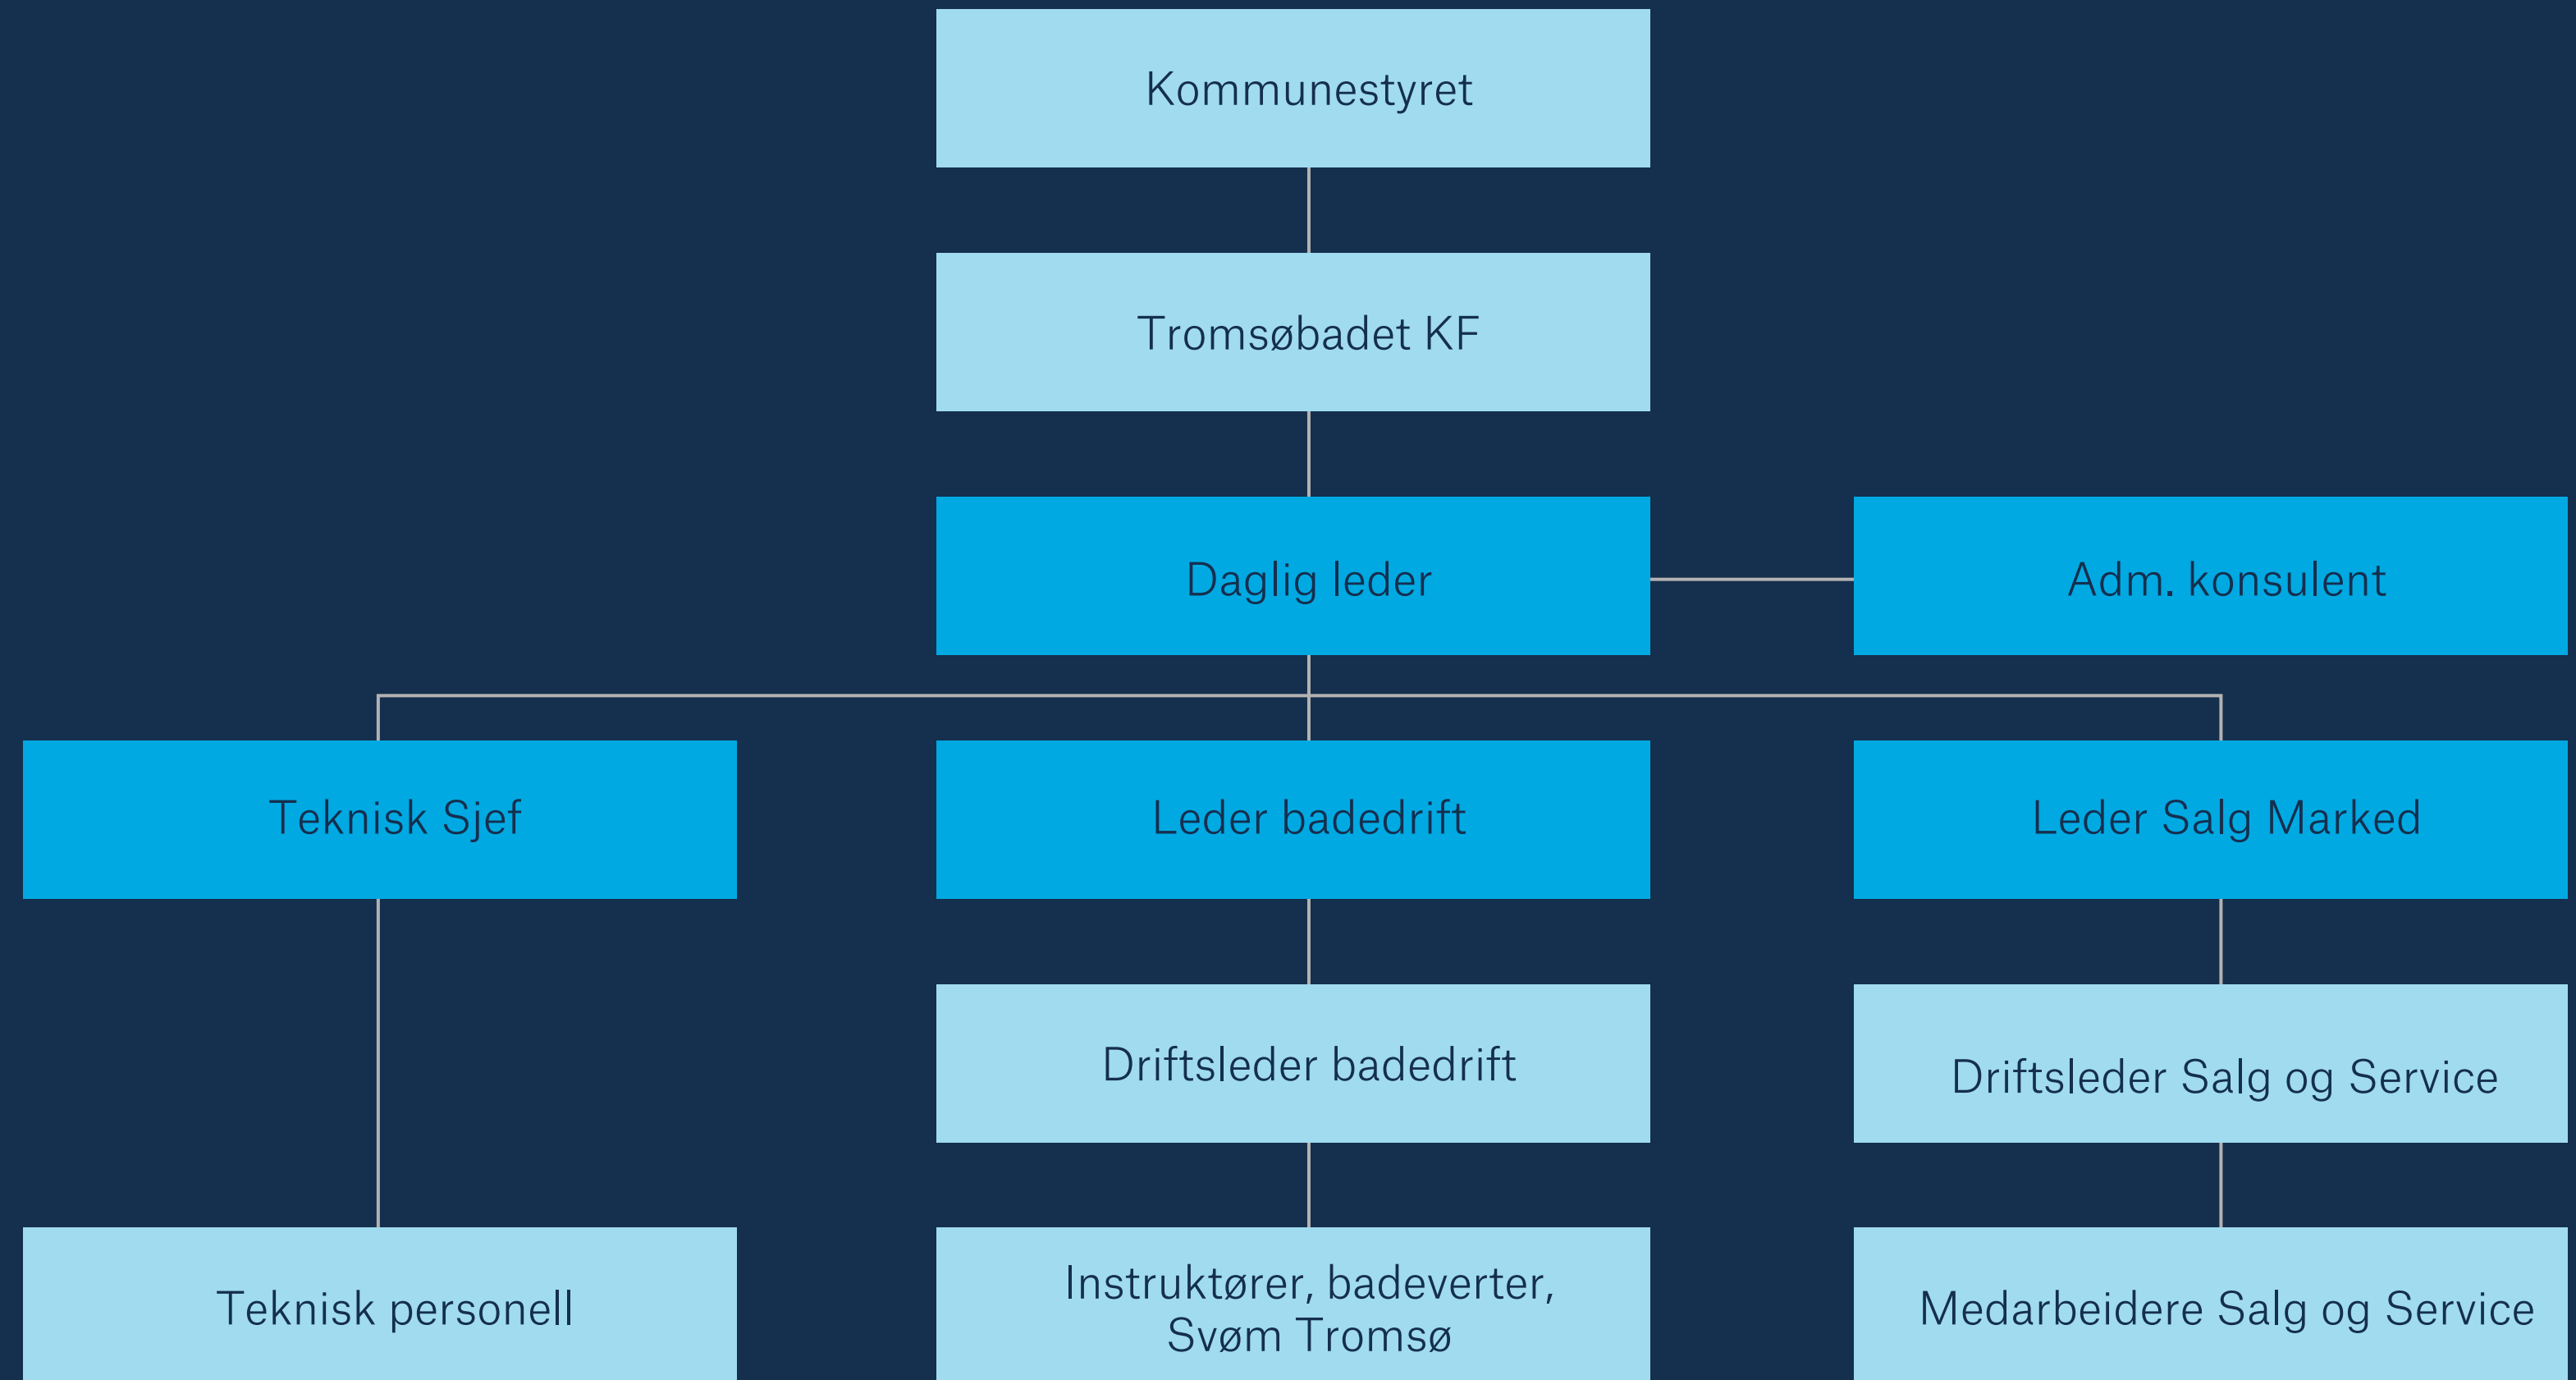 Kommunestyret
Tromsøbadet KF
Daglig leder
Adm. konsulent
Teknisk Sjef
Leder badedrift
Leder Salg Marked
Driftsleder badedrift
Driftsleder Salg og Service
Teknisk personell
Instruktører, badeverter,
Svøm Tromsø
Medarbeidere Salg og Service